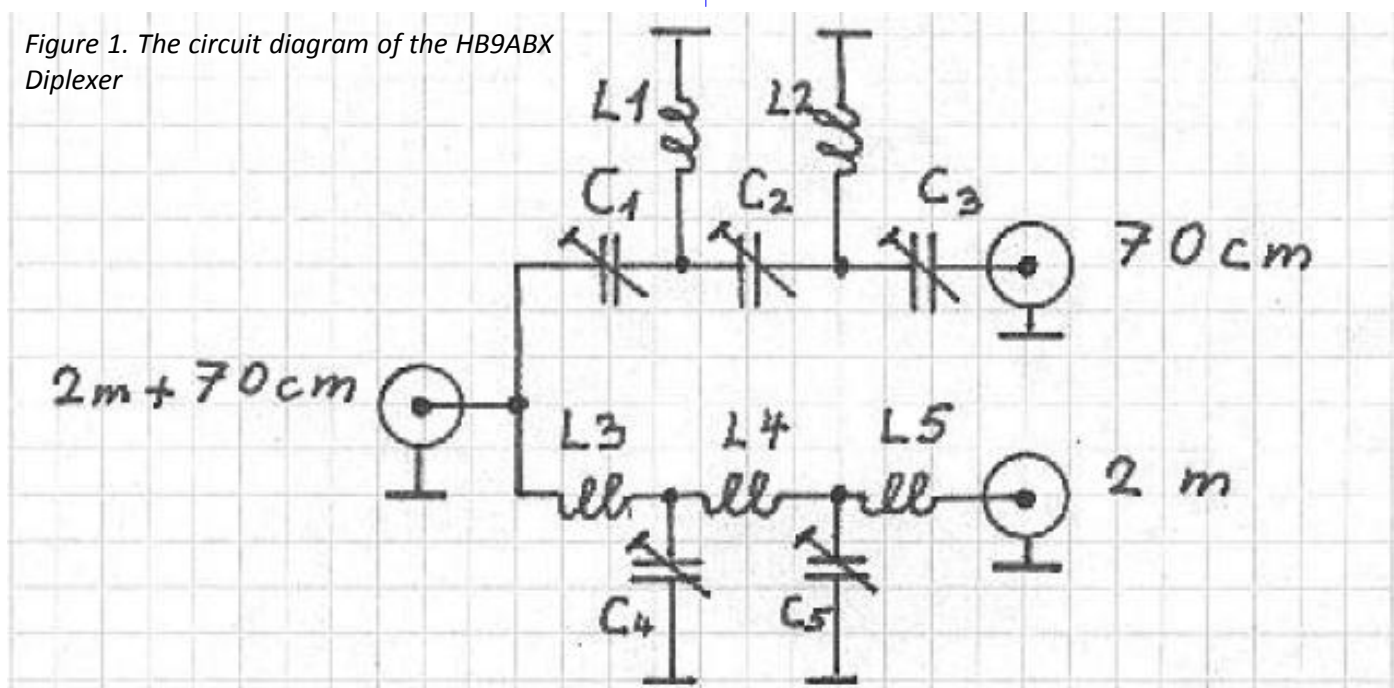 Figure 1. The circuit diagram of the HB9ABX
Diplexer
L1 L2
C1 C2 C3
70cm
2m + 70cm
L3 L4 L5
2 m
C4 C5